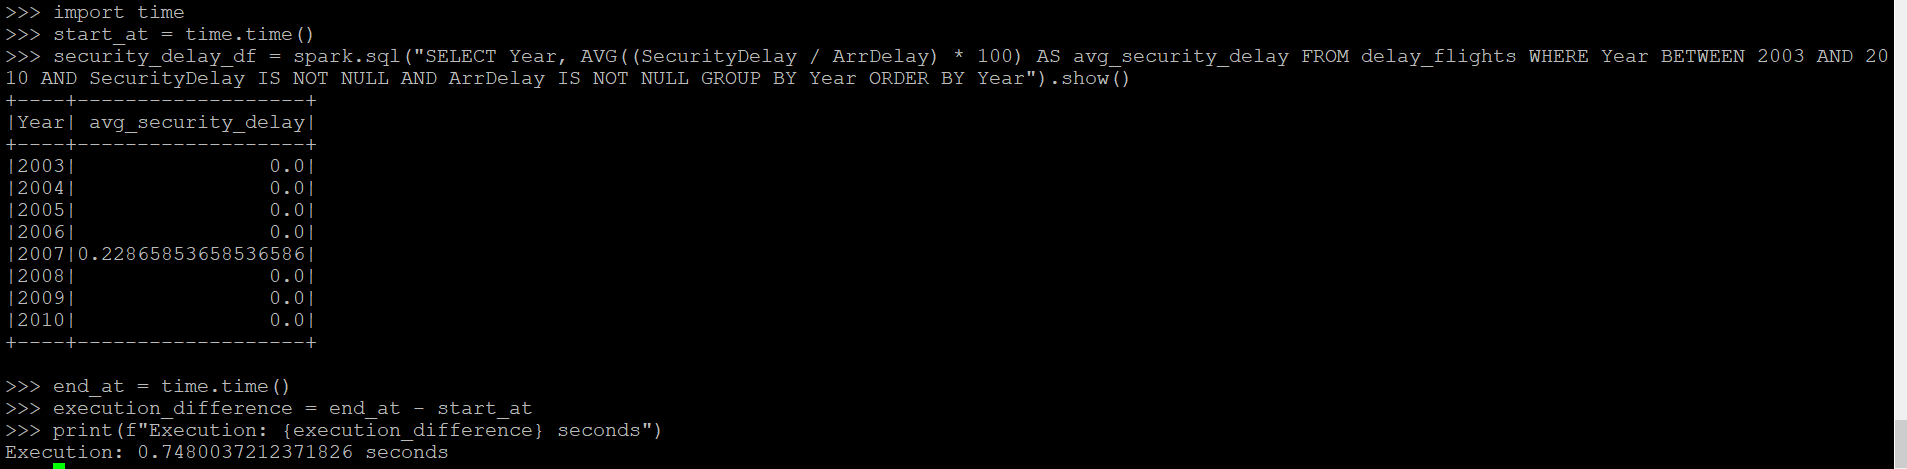 >>> import time
>>> start_at = time.time()
>>> security_delay_df = spark.sql("SELECT Year, AVG((SecurityDelay / ArrDelay) * 100) AS avg_security_delay FROM delay_flights WHERE Year BETWEEN 2003 AND 20
10 AND SecurityDelay IS NOT NULL AND ArrDelay IS NOT NULL GROUP BY Year ORDER BY Year").show()
+----+-------------------+
|Year| avg_security_delay|
+----+-------------------+
|2003|                0.0|
|2004|                0.0|
|2005|                0.0|
|2006|                0.0|
|2007|0.22865853658536586|
|2008|                0.0|
|2009|                0.0|
|2010|                0.0|
+----+-------------------+
>>> end_at = time.time()
>>> execution_difference = end_at - start_at
>>> print(f"Execution: {execution_difference} seconds")
Execution: 0.7480037212371826 seconds